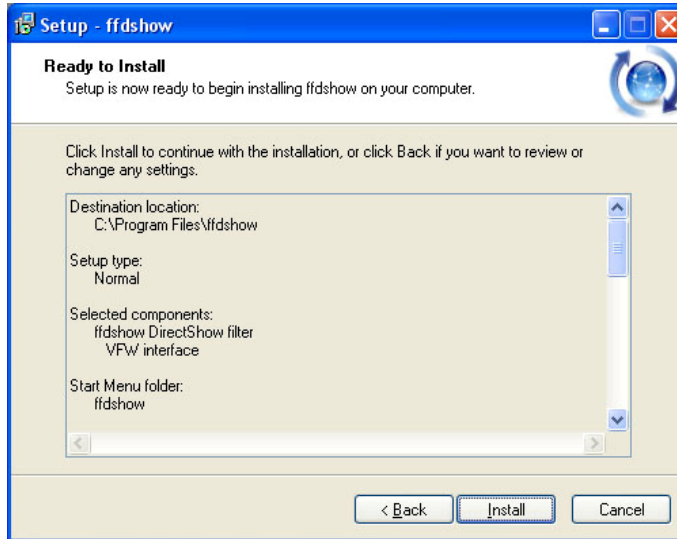 Setup - ffdshow
Ready to Install
Setup is now ready to begin installing ffdshow on your computer.
Click Install to continue with the installation, or click Back if you want to review or
change any settings.
Destination location:
C:\Program Files\ffdshow
Setup type:
Normal
Selected components:
ffdshow DirectShow filter
VFW interface
Start Menu folder:
ffdshow
< Back
Install
Cancel